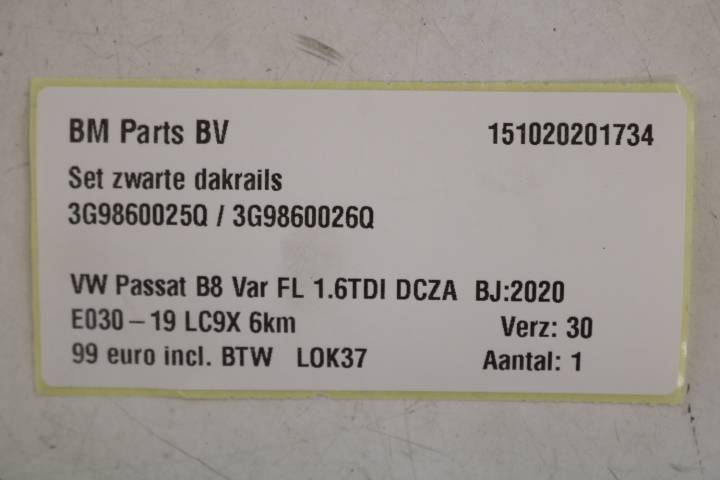 BM Parts BV 151020201734
Set zwarte dakrails
3G9860025Q / 3G9860026Q
VW Passat B8 Var FL 1.6TDI DCZA BJ:2020
E030-19 LC9X 6km Verz: 30
99 euro incl. BTW LOK37 Aantal: 1